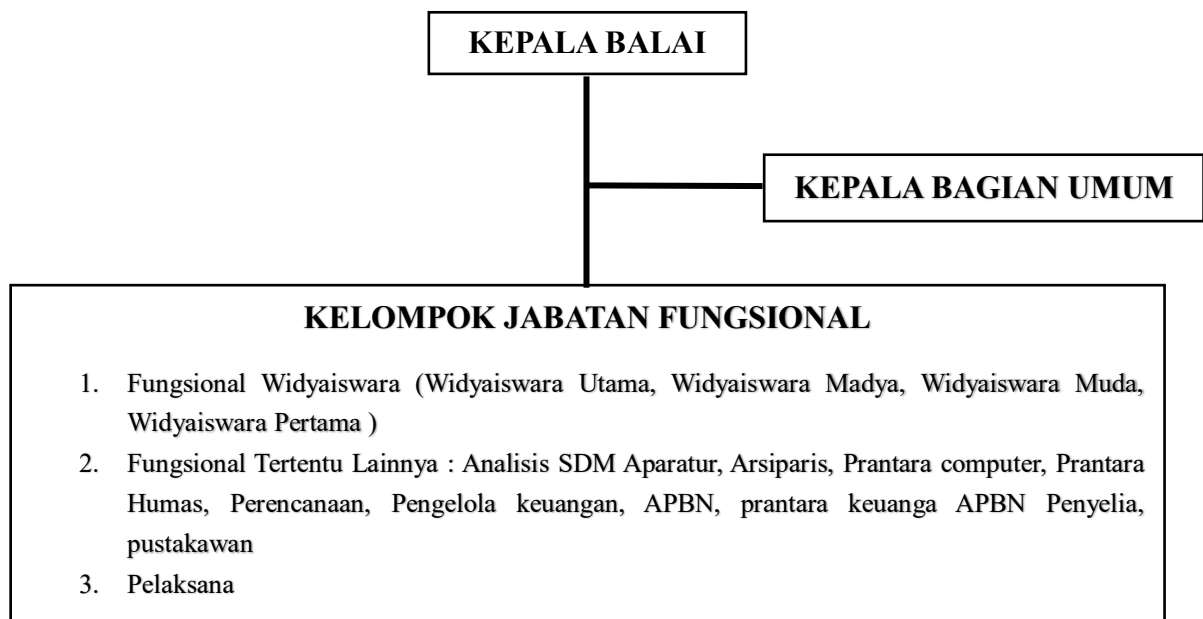 KEPALA BALAI
KEPALA BAGIAN UMUM
KELOMPOK JABATAN FUNGSIONAL
1. Fungsional Widyaiswara (Widyaiswara Utama, Widyaiswara Madya, Widyaiswara Muda,
Widyaiswara Pertama )
2. Fungsional Tertentu Lainnya : Analisis SDM Aparatur, Arsiparis, Prantara computer, Prantara
Humas, Perencanaan, Pengelola keuangan, APBN, prantara keuanga APBN Penyelia,
pustakawan
3. Pelaksana